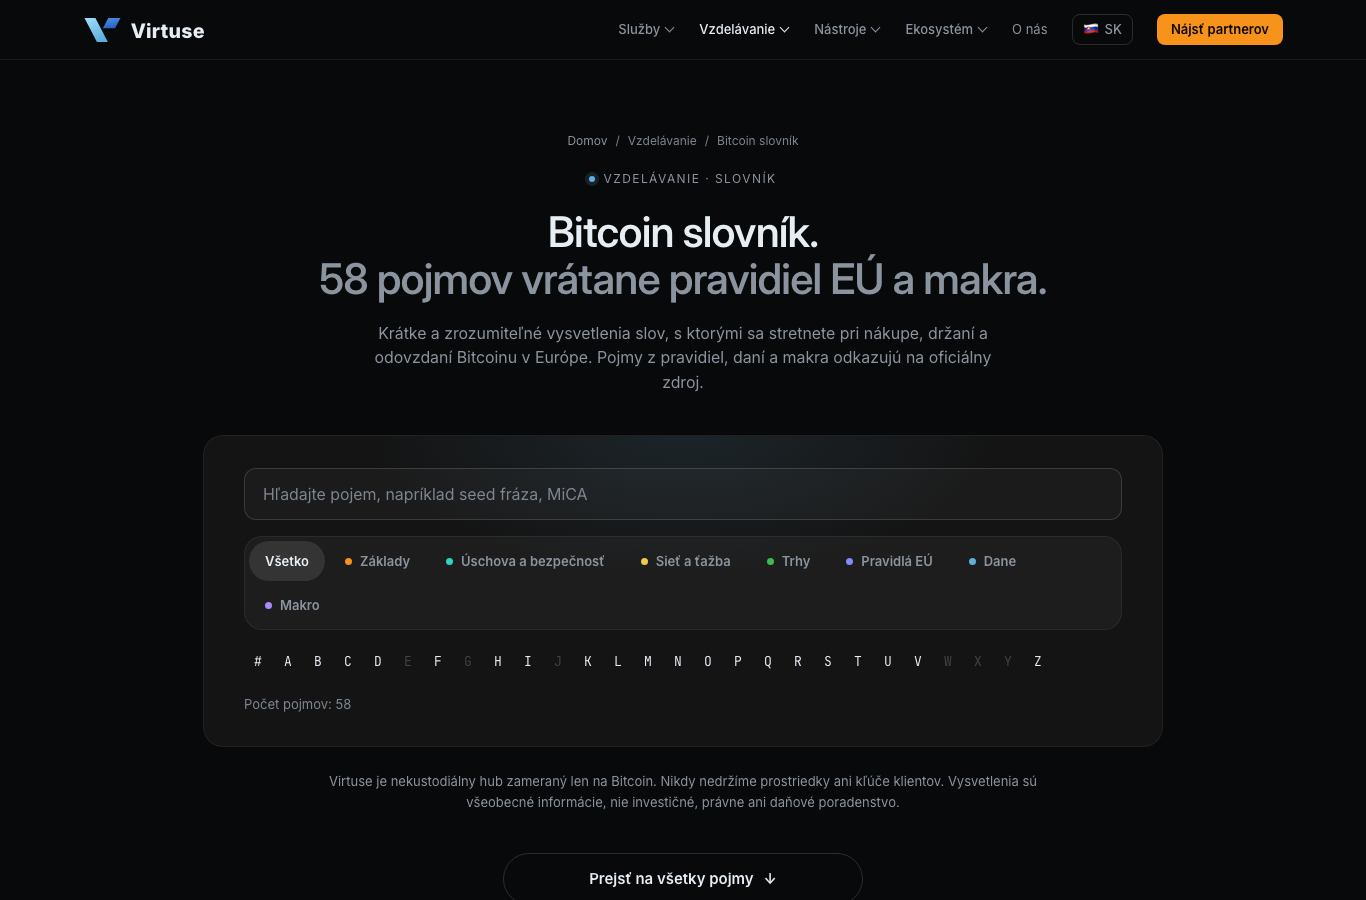 Virtuse
Služby
Vzdelávanie
Nástroje
Ekosystém
O nás
SK
Nájsť partnerov
Domov / Vzdelávanie / Bitcoin slovník
VZDELÁVANIE · SLOVNÍK
Bitcoin slovník.
58 pojmov vrátane pravidiel EÚ a makra.
Krátke a zrozumiteľné vysvetlenia slov, s ktorými sa stretnete pri nákupe, držaní a
odovzdaní Bitcoinu v Európe. Pojmy z pravidiel, daní a makra odkazujú na oficiálny
zdroj.
Hľadajte pojem, napríklad seed fráza, MiCA
Všetko
Základy
Úschova a bezpečnosť
Sieť a ťažba
Trhy
Pravidlá EÚ
Dane
Makro
# A B C D E F G H I J K L M N O P Q R S T U V W X Y Z
Počet pojmov: 58
Virtuse je nekustodiálny hub zameraný len na Bitcoin. Nikdy nedržíme prostriedky ani kľúče klientov. Vysvetlenia sú
všeobecné informácie, nie investičné, právne ani daňové poradenstvo.
Prejsť na všetky pojmy ↓